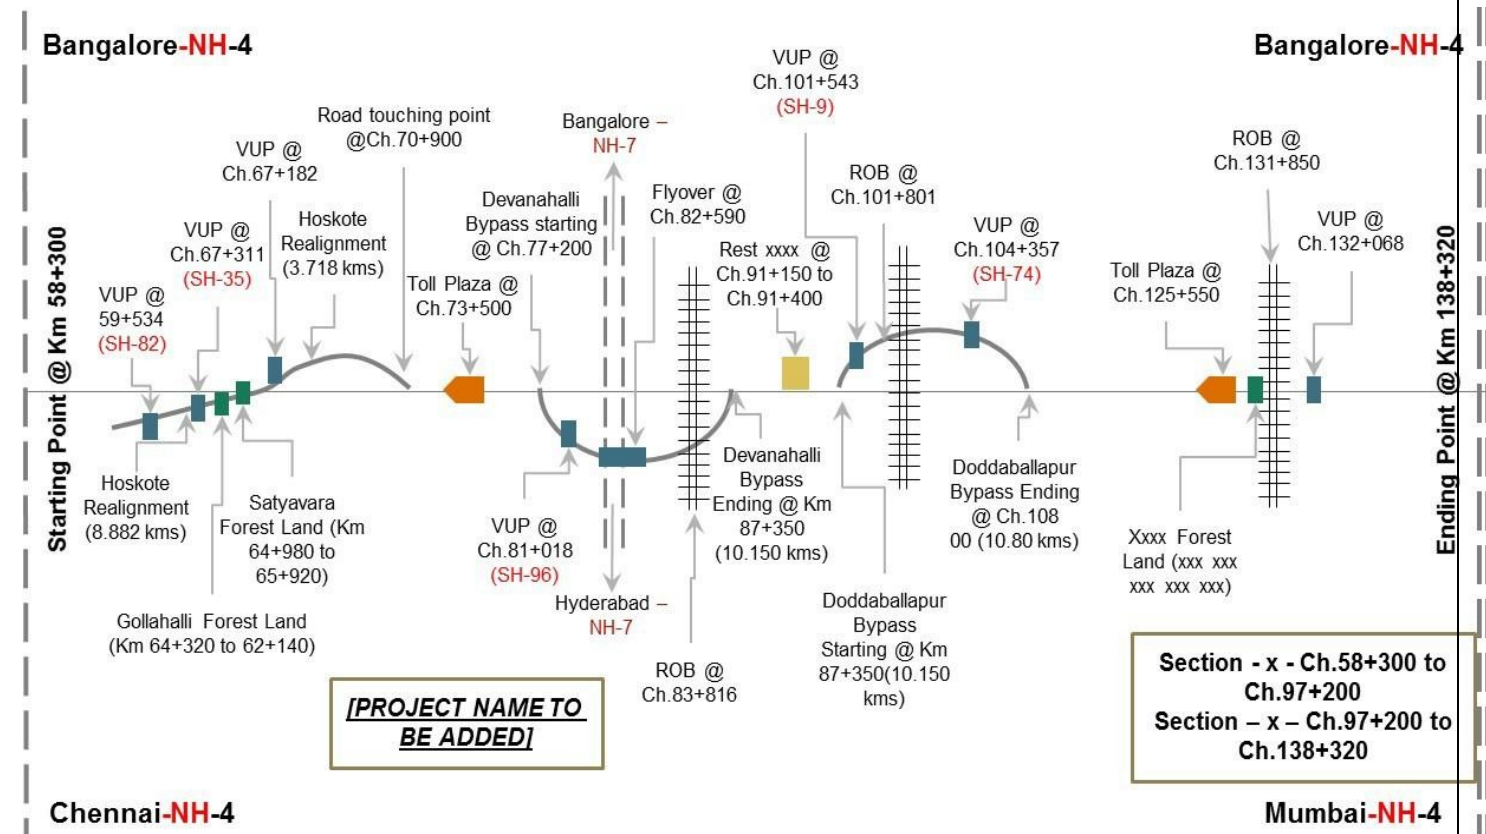 Bangalore-NH-4
Bangalore-NH-4
VUP @
Ch.101+543
(SH-9)
Road touching point
@Ch.70+900
Bangalore –
NH-7
VUP @
Ch.67+182
ROB @
Ch.131+850
ROB @
Ch.101+801
Devanahalli
Bypass starting
@ Ch.77+200
Flyover @
Ch.82+590
Hoskote
Realignment
(3.718 kms)
VUP @
Ch.67+311
(SH-35)
Rest xxxx @
Ch.91+150 to
Ch.91+400
VUP @
Ch.104+357
(SH-74)
VUP @
Ch.132+068
Toll Plaza @
Ch.73+500
Toll Plaza @
Ch.125+550
VUP @
59+534
(SH-82)
Starting Point @ Km 58+300
Ending Point @ Km 138+320
Hoskote
Realignment
(8.882 kms)
Satyavara
Forest Land (Km
64+980 to
65+920)
Gollahalli Forest Land
(Km 64+320 to 62+140)
VUP @
Ch.81+018
(SH-96)
Hyderabad –
NH-7
ROB @
Ch.83+816
Devanahalli
Bypass
Ending @ Km
87+350
(10.150 kms)
Doddaballapur
Bypass
Starting @ Km
87+350(10.150
kms)
Doddaballapur
Bypass Ending
@ Ch.108
00 (10.80 kms)
Xxxx Forest
Land (xxx xxx
xxx xxx xxx)
[PROJECT NAME TO
BE ADDED]
Section - x - Ch.58+300 to
Ch.97+200
Section – x – Ch.97+200 to
Ch.138+320
Chennai-NH-4
Mumbai-NH-4